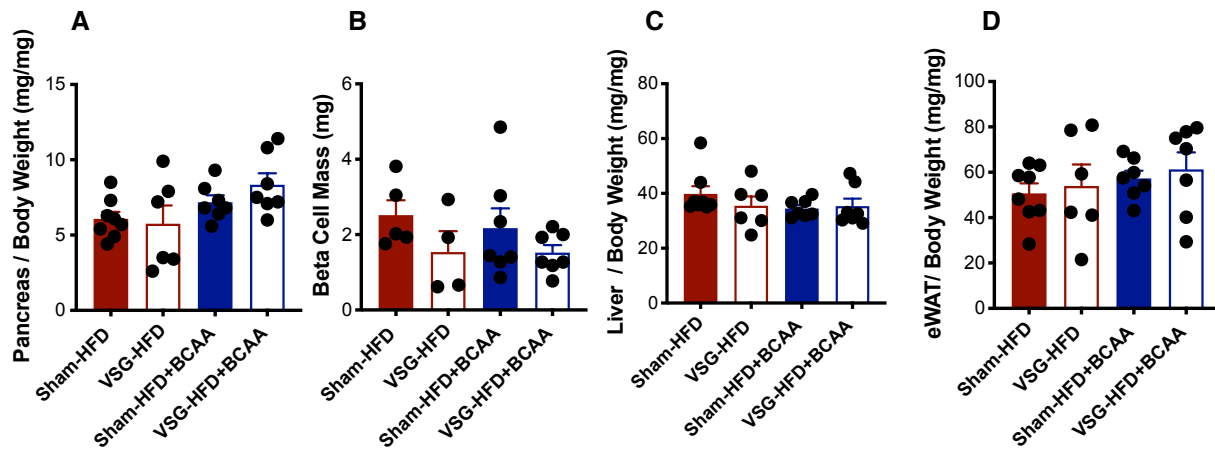 A
Pancreas / Body Weight (mg/mg)
15
10
5
0
Sham-HFD
VSG-HFD
Sham-HFD+BCAA
VSG-HFD+BCAA
B
Beta Cell Mass (mg)
6
4
2
0
Sham-HFD
VSG-HFD
Sham-HFD+BCAA
VSG-HFD+BCAA
C
Liver / Body Weight (mg/mg)
80
60
40
20
0
Sham-HFD
VSG-HFD
Sham-HFD+BCAA
VSG-HFD+BCAA
D
eWAT/ Body Weight (mg/mg)
100
80
60
40
20
0
Sham-HFD
VSG-HFD
Sham-HFD+BCAA
VSG-HFD+BCAA